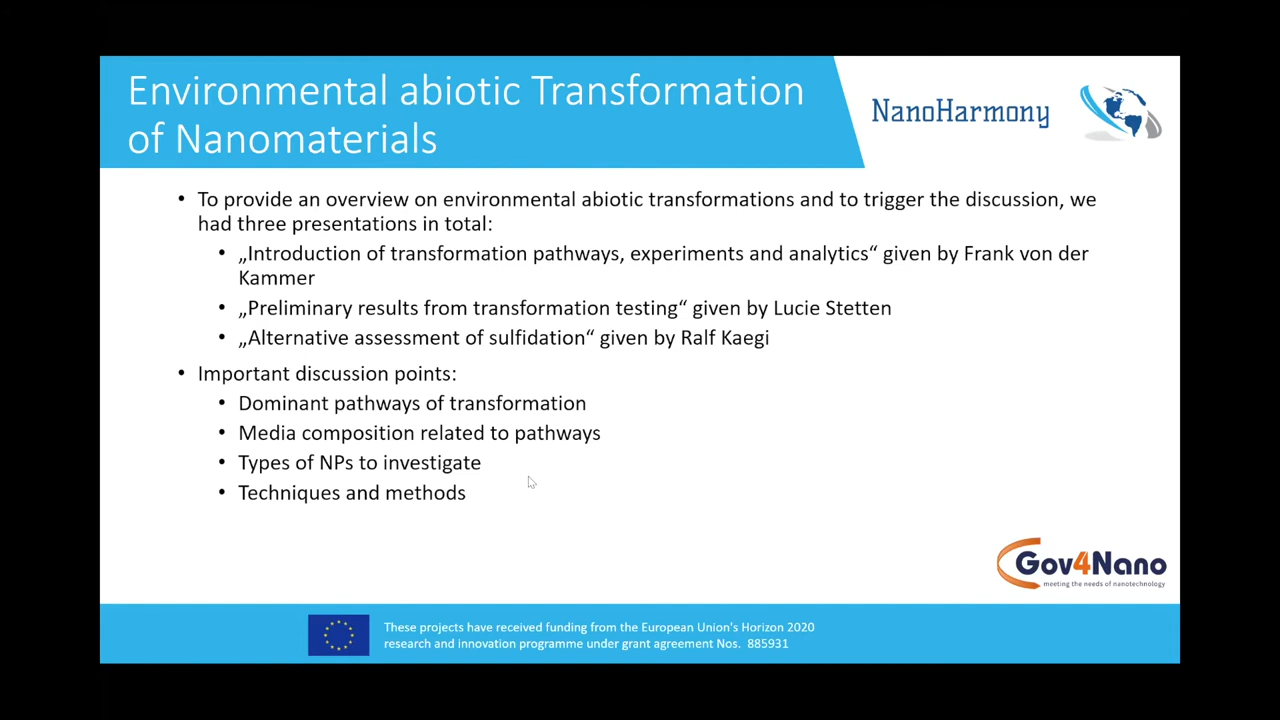 Environmental abiotic Transformation
of Nanomaterials
NanoHarmony
• To provide an overview on environmental abiotic transformations and to trigger the discussion, we
had three presentations in total:
• „Introduction of transformation pathways, experiments and analytics“ given by Frank von der
Kammer
• „Preliminary results from transformation testing“ given by Lucie Stetten
• „Alternative assessment of sulfidation“ given by Ralf Kaegi
• Important discussion points:
• Dominant pathways of transformation
• Media composition related to pathways
• Types of NPs to investigate
• Techniques and methods
Gov4Nano
meeting the needs of nanotechnology
These projects have received funding from the European Union's Horizon 2020
research and innovation programme under grant agreement Nos. 885931